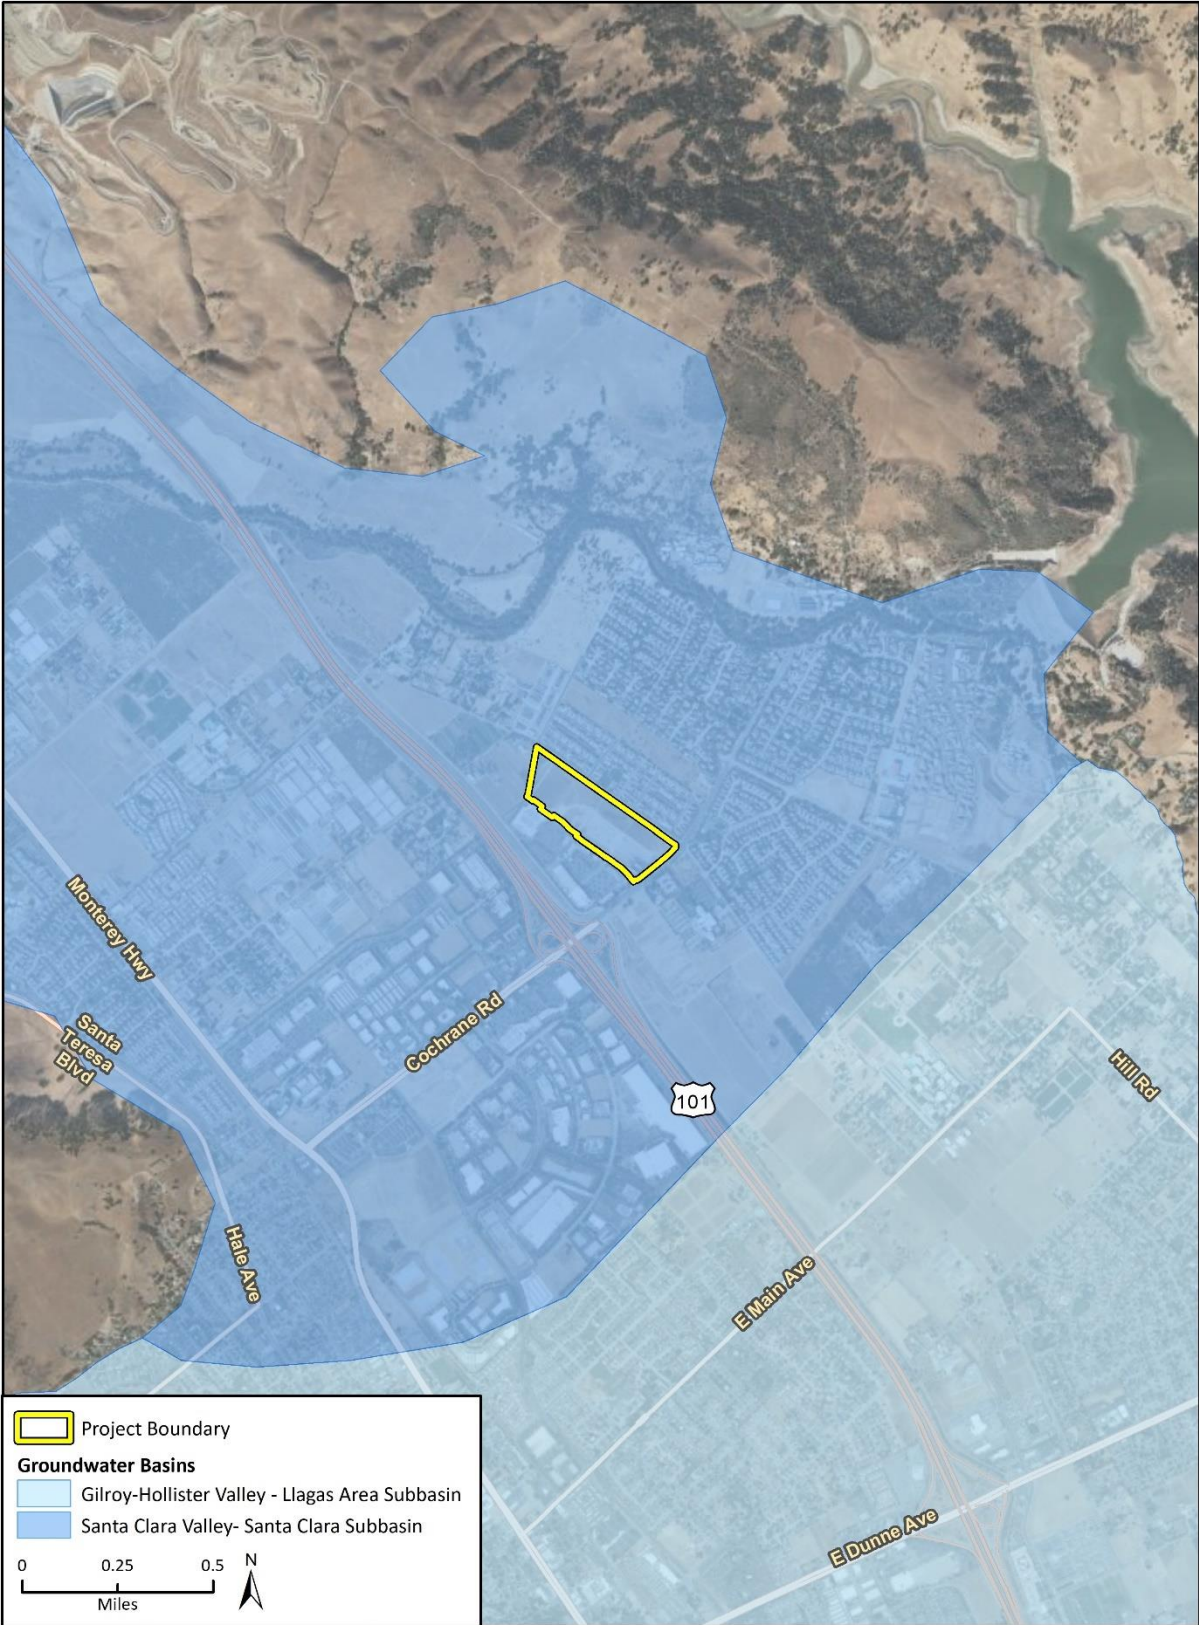 Monterey Hwy
Santa
Teresa
Blvd
Cochrane Rd
101
Hill Rd
Hale Ave
E Main Ave
E Dunne Ave
Project Boundary
Groundwater Basins
Gilroy-Hollister Valley - Llagas Area Subbasin
Santa Clara Valley- Santa Clara Subbasin
0 0.25 0.5
Miles
N